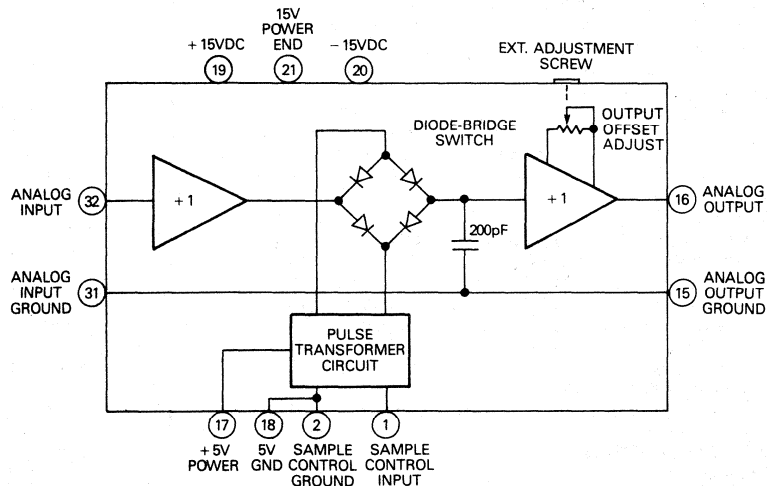 15V
POWER
END
+ 15VDC
− 15VDC
19
21
20
EXT. ADJUSTMENT
SCREW
DIODE-BRIDGE
SWITCH
OUTPUT
OFFSET
ADJUST
ANALOG
INPUT
32
+ 1
+ 1
16
ANALOG
OUTPUT
200pF
ANALOG
INPUT
GROUND
31
15
ANALOG
OUTPUT
GROUND
PULSE
TRANSFORMER
CIRCUIT
17
18
2
1
+ 5V
POWER
5V
GND
SAMPLE
CONTROL
GROUND
SAMPLE
CONTROL
INPUT